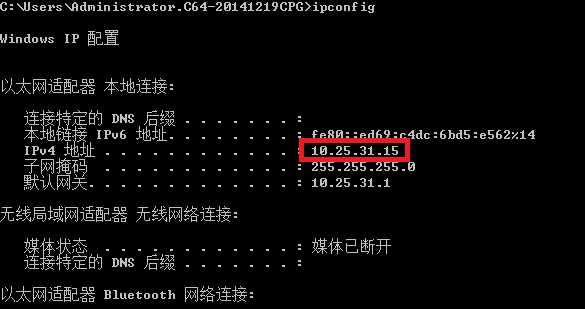 C:\Users\Administrator.C64-20141219CPG>ipconfig
Windows IP 配置
以太网适配器 本地连接:
连接特定的 DNS 后缀 . . . . . . . :
本地链接 IPv6 地址. . . . . . . . : fe80::ed69:c4dc:6bd5:e562%14
IPv4 地址 . . . . . . . . . . . . : 10.25.31.15
子网掩码 . . . . . . . . . . . . : 255.255.255.0
默认网关. . . . . . . . . . . . . : 10.25.31.1
无线局域网适配器 无线网络连接:
媒体状态 . . . . . . . . . . . . : 媒体已断开
连接特定的 DNS 后缀 . . . . . . . :
以太网适配器 Bluetooth 网络连接: